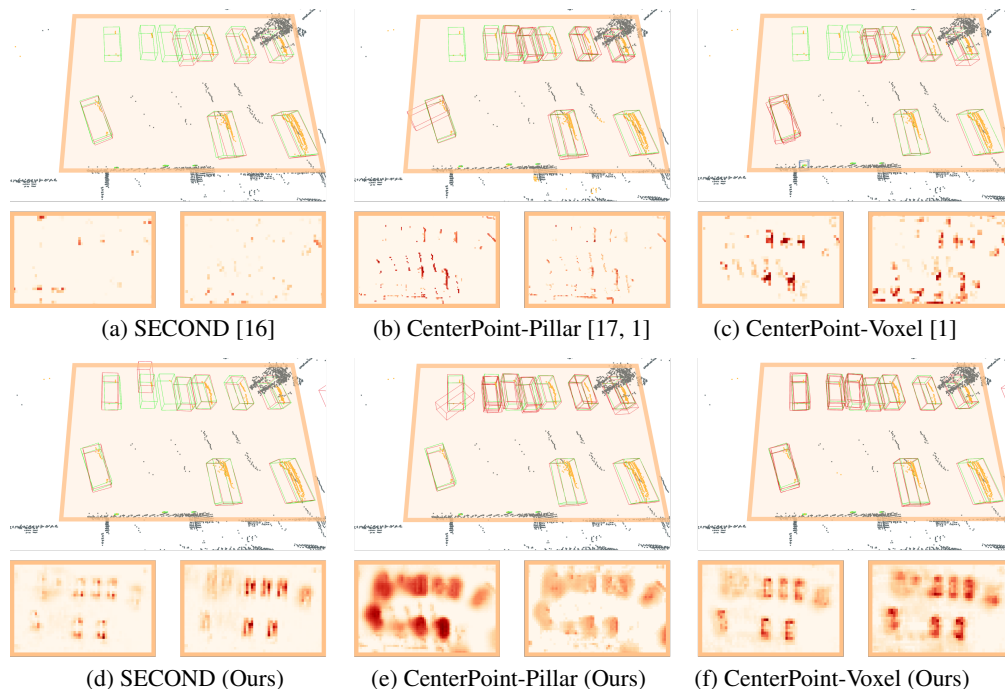 (a) SECOND [16]
(b) CenterPoint-Pillar [17, 1]
(c) CenterPoint-Voxel [1]
(d) SECOND (Ours)
(e) CenterPoint-Pillar (Ours)
(f) CenterPoint-Voxel (Ours)